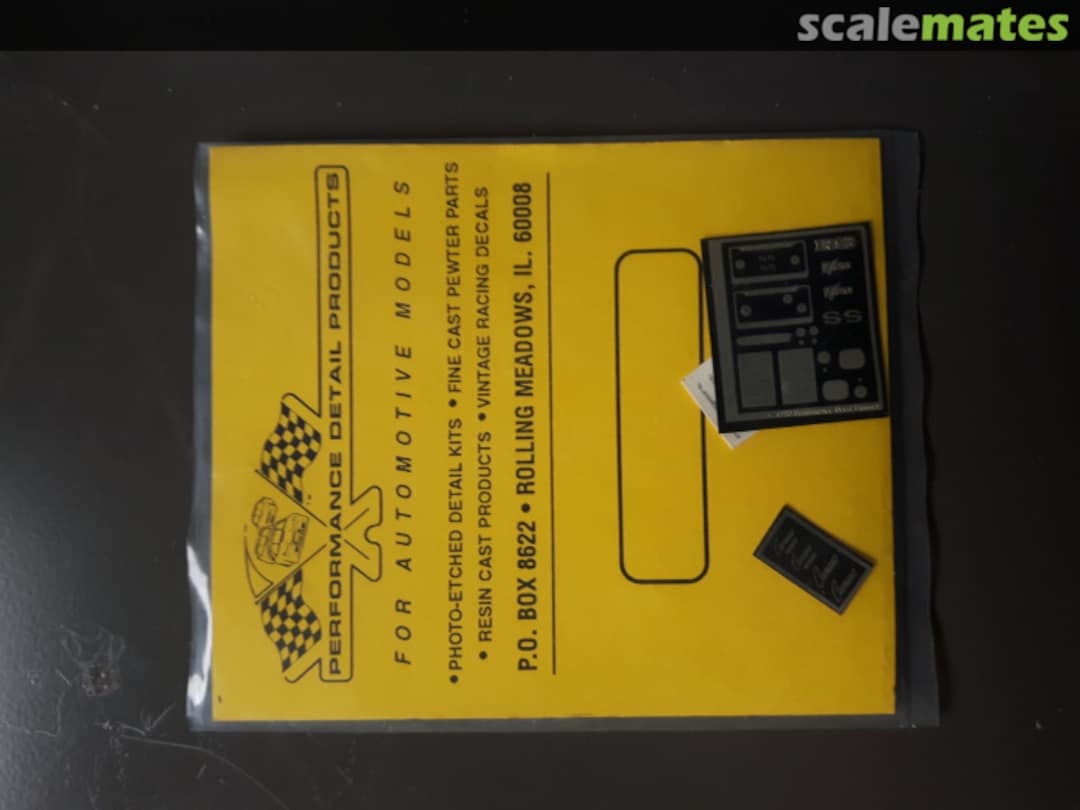 scalemates
PERFORMANCE DETAIL PRODUCTS
FOR AUTOMOTIVE MODELS
• PHOTO-ETCHED DETAIL KITS • FINE CAST PEWTER PARTS
• RESIN CAST PRODUCTS • VINTAGE RACING DECALS
P.O. BOX 8622 • ROLLING MEADOWS, IL. 60008
SS